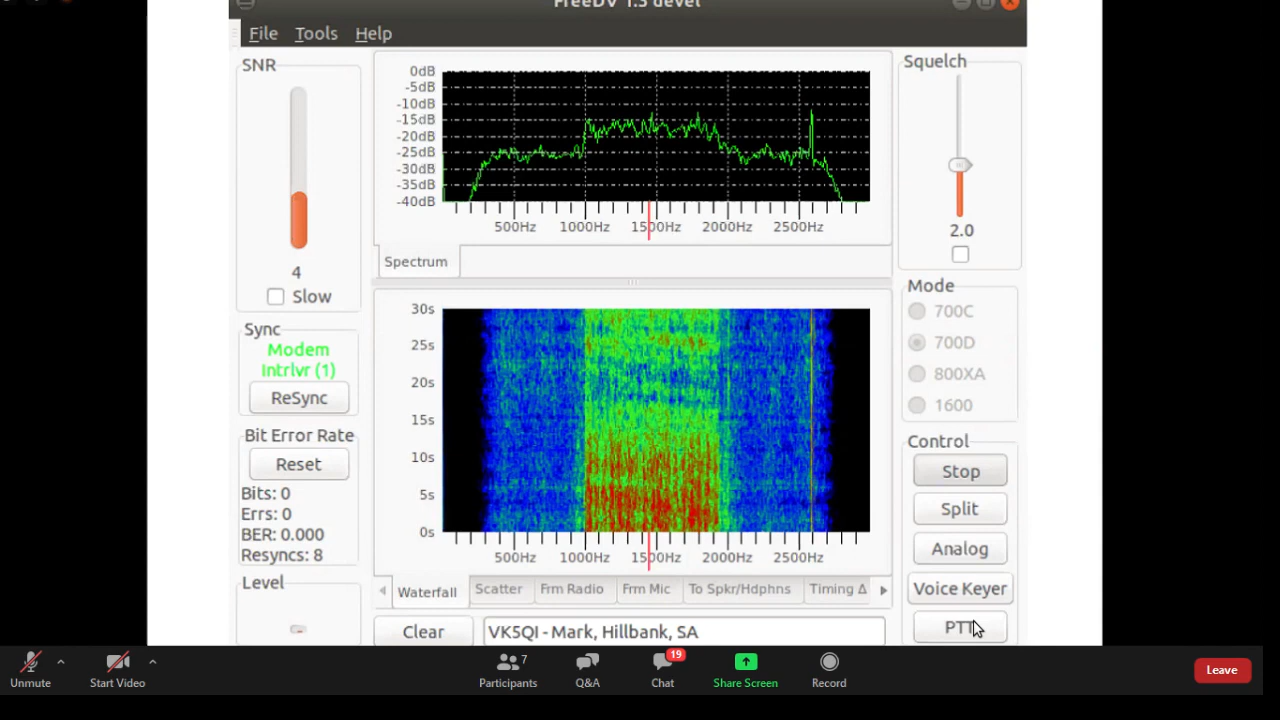 FreeDV 1.3 devel
File Tools Help
SNR
4
Slow
Sync
Modem
Intrlvr (1)
ReSync
Bit Error Rate
Reset
Bits: 0
Errs: 0
BER: 0.000
Resyncs: 8
Level
0dB
-5dB
-10dB
-15dB
-20dB
-25dB
-30dB
-35dB
-40dB
500Hz 1000Hz 1500Hz 2000Hz 2500Hz
Spectrum
30s
25s
20s
15s
10s
5s
0s
500Hz 1000Hz 1500Hz 2000Hz 2500Hz
Waterfall Scatter Frm Radio Frm Mic To Spkr/Hdphns Timing Δ
Clear VK5QI - Mark, Hillbank, SA
Squelch
2.0
Mode
700C
700D
800XA
1600
Control
Stop
Split
Analog
Voice Keyer
PTT
Unmute Start Video Participants 7 Q&A Chat 19 Share Screen Record Leave